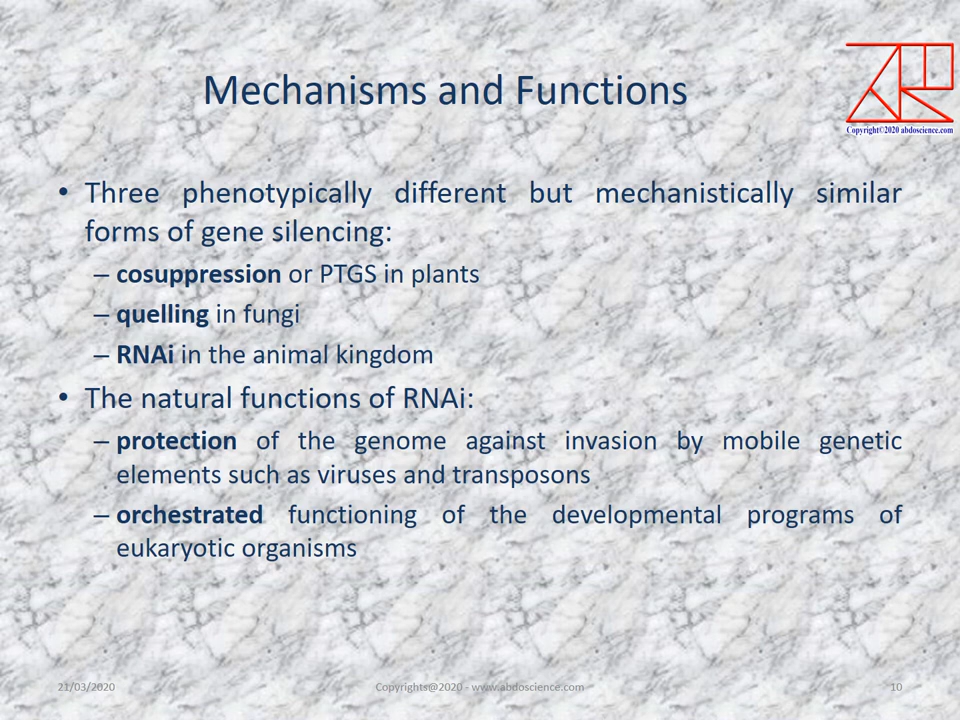 Mechanisms and Functions
Copyright©2020 abdoscience.com
• Three phenotypically different but mechanistically similar
forms of gene silencing:
– cosuppression or PTGS in plants
– quelling in fungi
– RNAi in the animal kingdom
• The natural functions of RNAi:
– protection of the genome against invasion by mobile genetic
elements such as viruses and transposons
– orchestrated functioning of the developmental programs of
eukaryotic organisms
21/03/2020
Copyrights@2020 - www.abdoscience.com
10